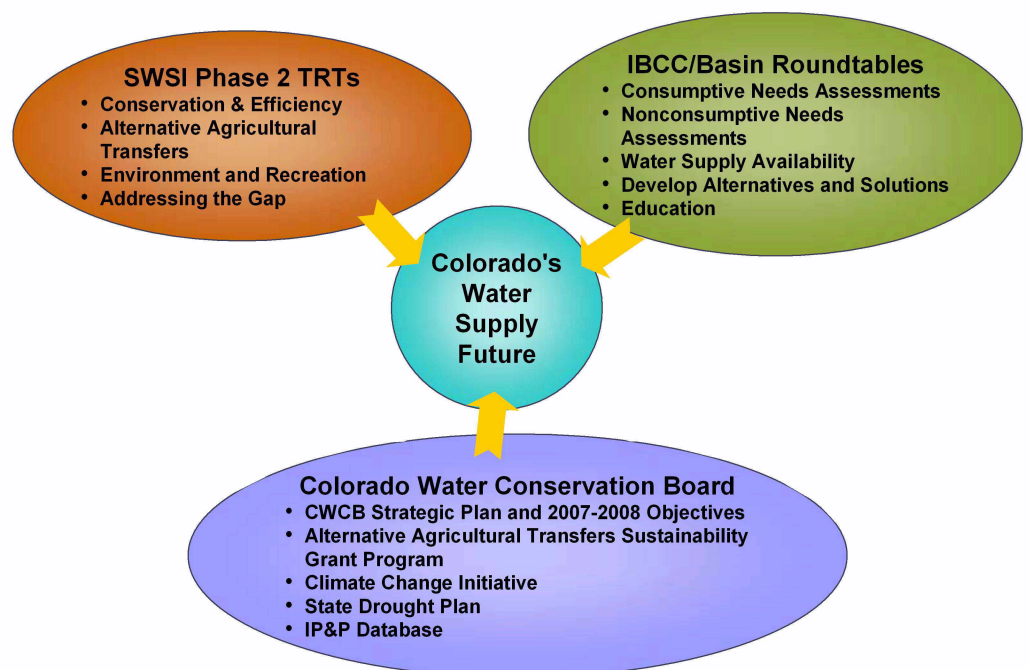 SWSI Phase 2 TRTs
• Conservation & Efficiency
• Alternative Agricultural
Transfers
• Environment and Recreation
• Addressing the Gap
IBCC/Basin Roundtables
• Consumptive Needs Assessments
• Nonconsumptive Needs
Assessments
• Water Supply Availability
• Develop Alternatives and Solutions
• Education
Colorado's
Water
Supply
Future
Colorado Water Conservation Board
• CWCB Strategic Plan and 2007-2008 Objectives
• Alternative Agricultural Transfers Sustainability
Grant Program
• Climate Change Initiative
• State Drought Plan
• IP&P Database